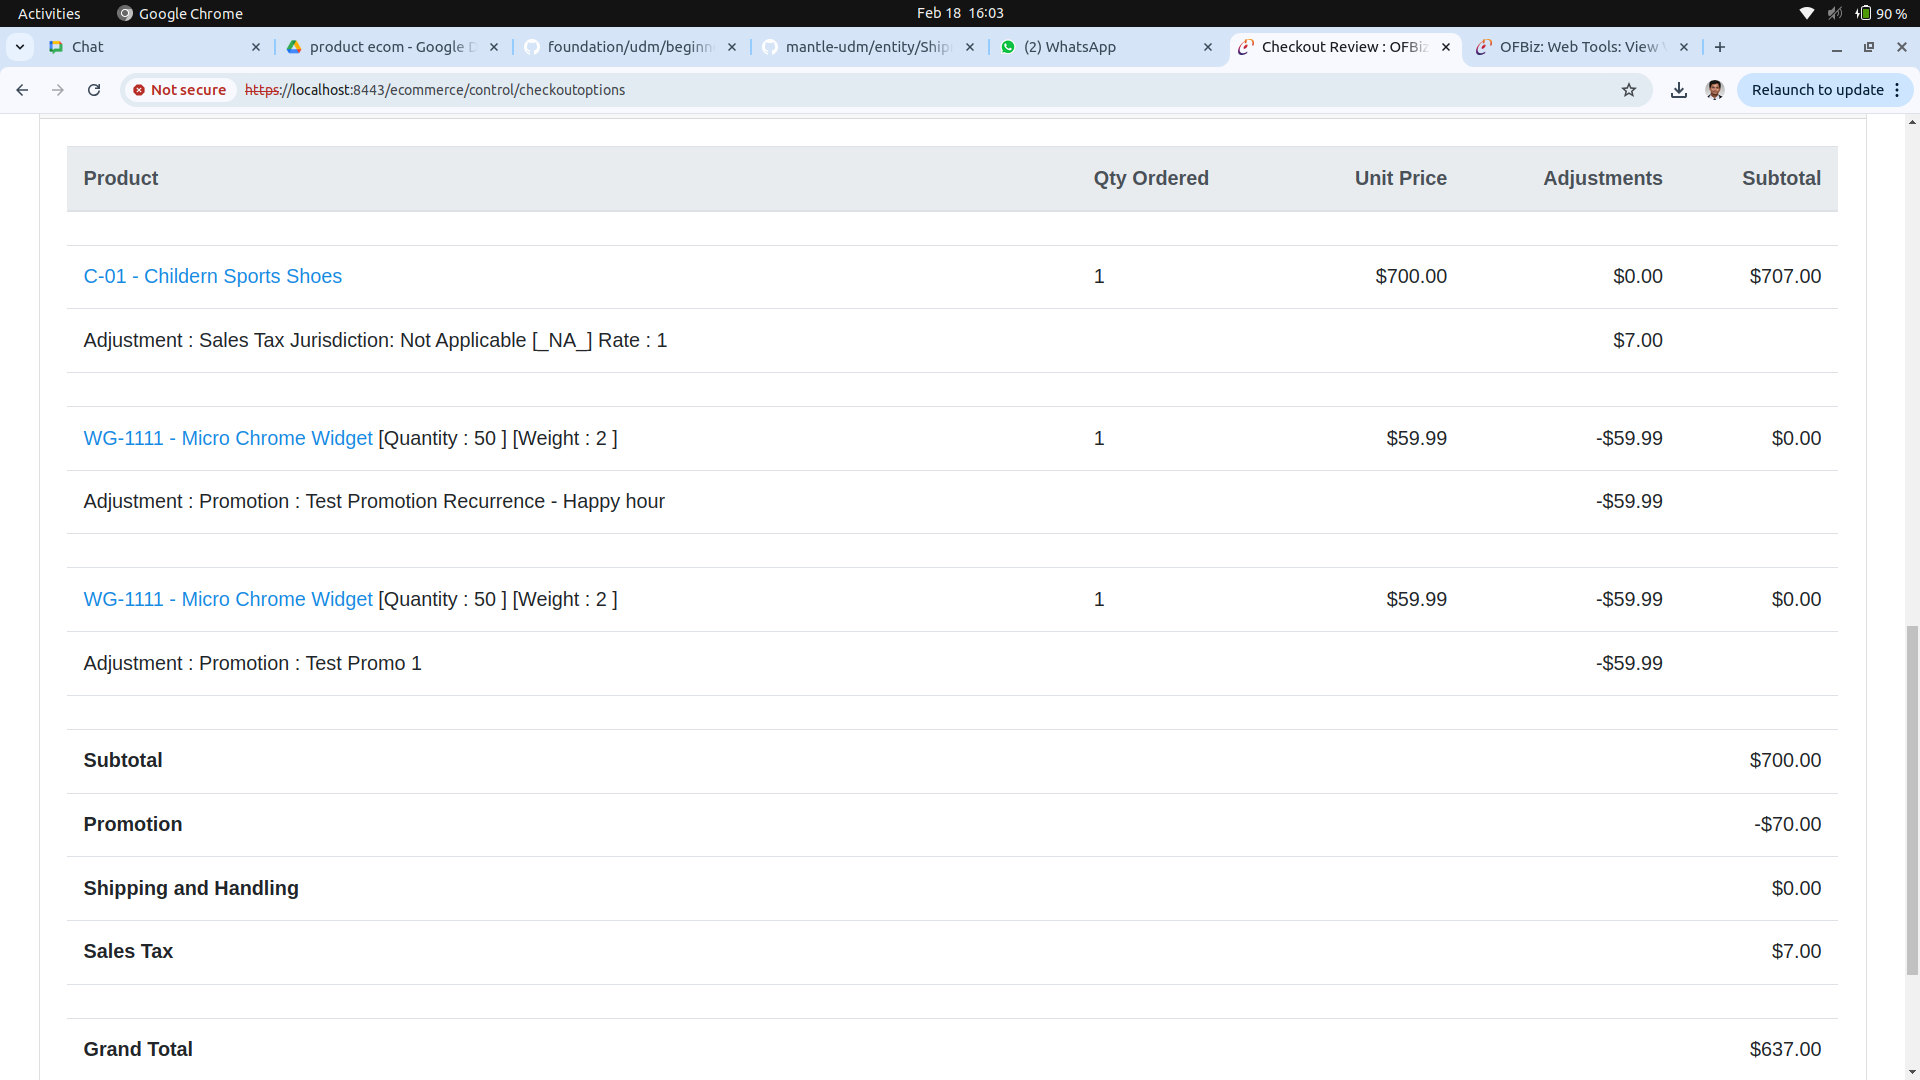 Activities Google Chrome Feb 18 16:03 90 %
Chat product ecom - Google D foundation/udm/beginn mantle-udm/entity/Ship (2) WhatsApp Checkout Review : OFBiz OFBiz: Web Tools: View
Not secure https://localhost:8443/ecommerce/control/checkoutoptions Relaunch to update
Product Qty Ordered Unit Price Adjustments Subtotal
C-01 - Childern Sports Shoes 1 $700.00 $0.00 $707.00
Adjustment : Sales Tax Jurisdiction: Not Applicable [_NA_] Rate : 1 $7.00
WG-1111 - Micro Chrome Widget [Quantity : 50 ] [Weight : 2 ] 1 $59.99 -$59.99 $0.00
Adjustment : Promotion : Test Promotion Recurrence - Happy hour -$59.99
WG-1111 - Micro Chrome Widget [Quantity : 50 ] [Weight : 2 ] 1 $59.99 -$59.99 $0.00
Adjustment : Promotion : Test Promo 1 -$59.99
Subtotal $700.00
Promotion -$70.00
Shipping and Handling $0.00
Sales Tax $7.00
Grand Total $637.00